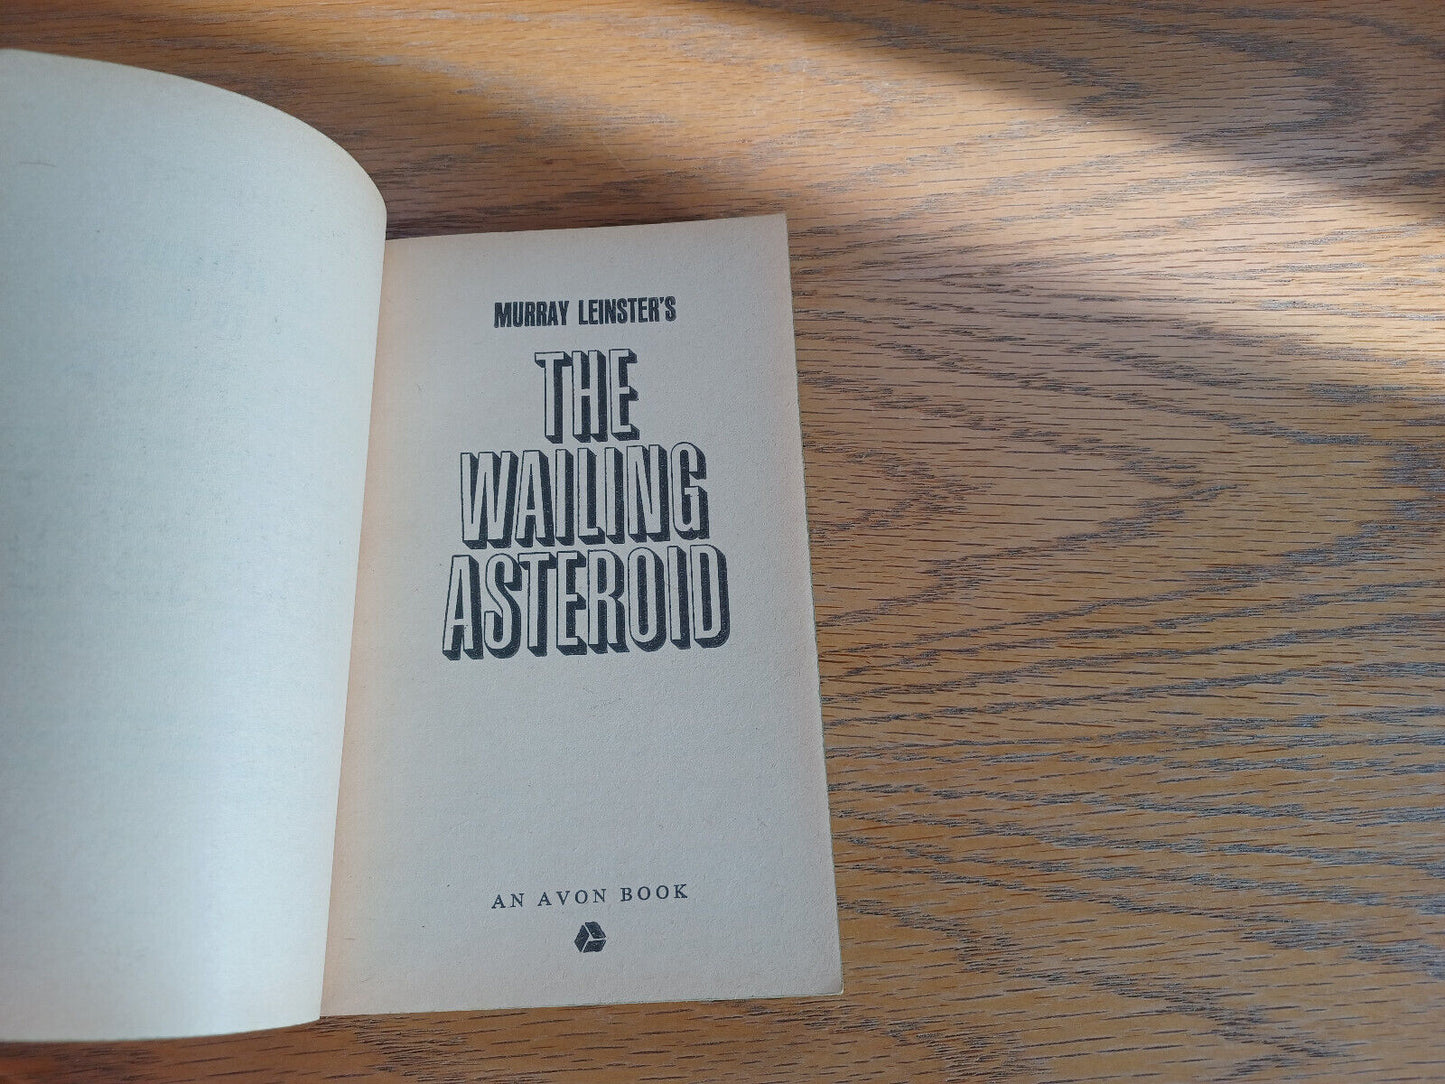 MURRAY LEINSTER'S
THE
WAILING
ASTEROID
AN AVON BOOK